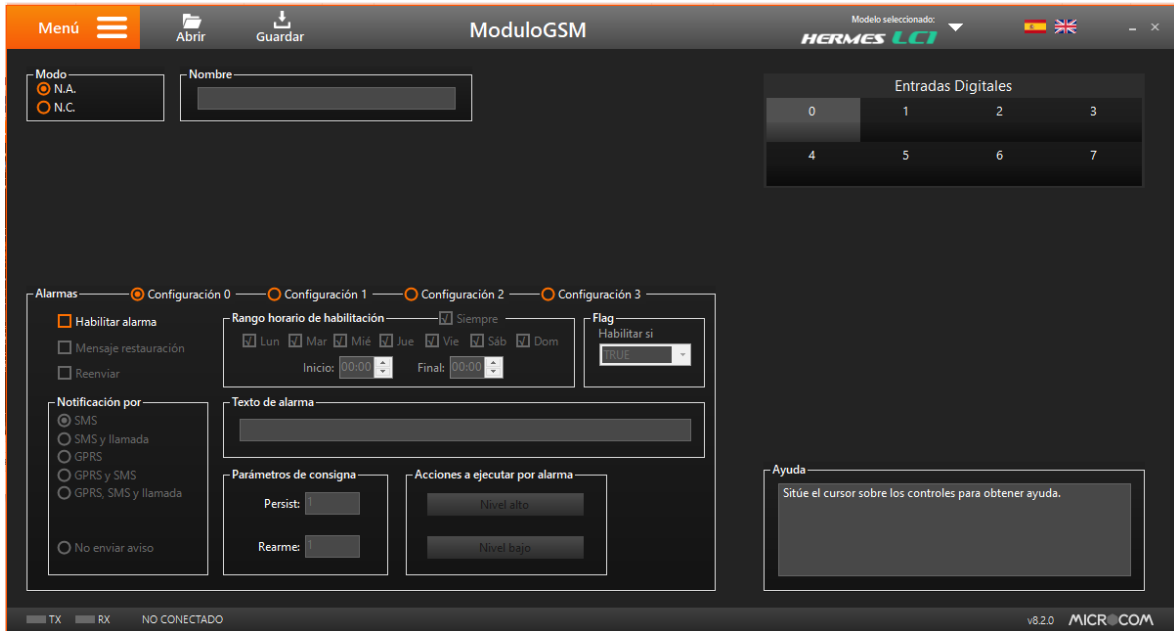 Menú
Abrir
Guardar
ModuloGSM
Modelo seleccionado:
HERMES LC1
Modo
N.A.
N.C.
Nombre
Entradas Digitales
0 1 2 3
4 5 6 7
Alarmas Configuración 0 Configuración 1 Configuración 2 Configuración 3
Habilitar alarma
Mensaje restauración
Reenviar
Rango horario de habilitación Siempre
Lun Mar Mié Jue Vie Sáb Dom
Inicio: 00:00 Final: 00:00
Flag
Habilitar si
TRUE
Notificación por
SMS
SMS y llamada
GPRS
GPRS y SMS
GPRS, SMS y llamada
No enviar aviso
Texto de alarma
Parámetros de consigna
Persist: 1
Rearme: 1
Acciones a ejecutar por alarma
Nivel alto
Nivel bajo
Ayuda
Sitúe el cursor sobre los controles para obtener ayuda.
TX RX NO CONECTADO
v8.2.0 MICROCOM